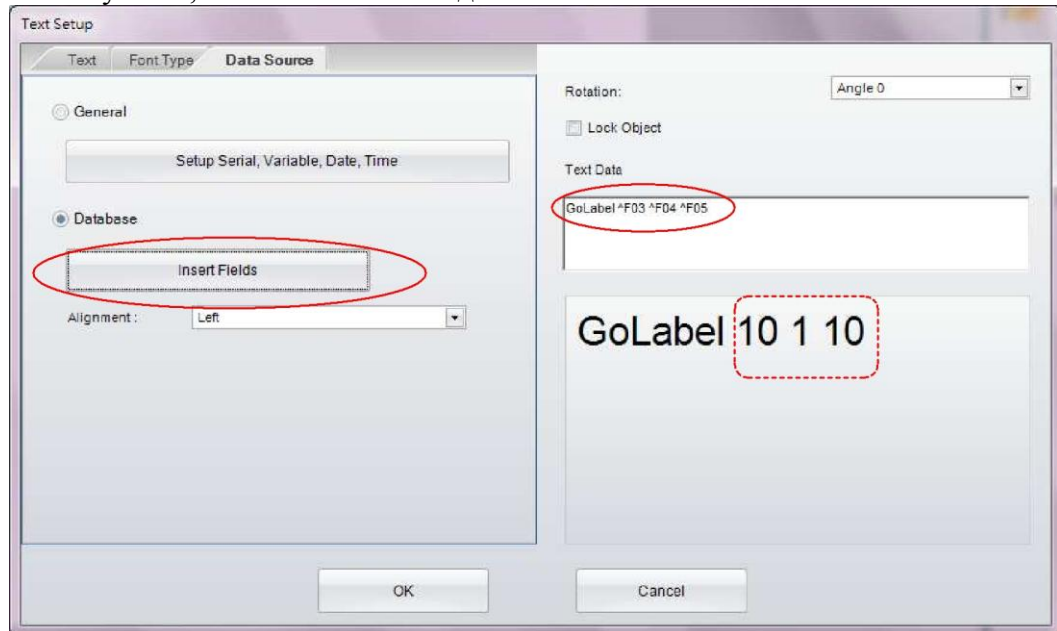 Text Setup
Text Font Type Data Source
General
Setup Serial, Variable, Date, Time
Database
Insert Fields
Alignment : Left
Rotation: Angle 0
Lock Object
Text Data
GoLabel ^F03 ^F04 ^F05
GoLabel 10 1 10
OK Cancel